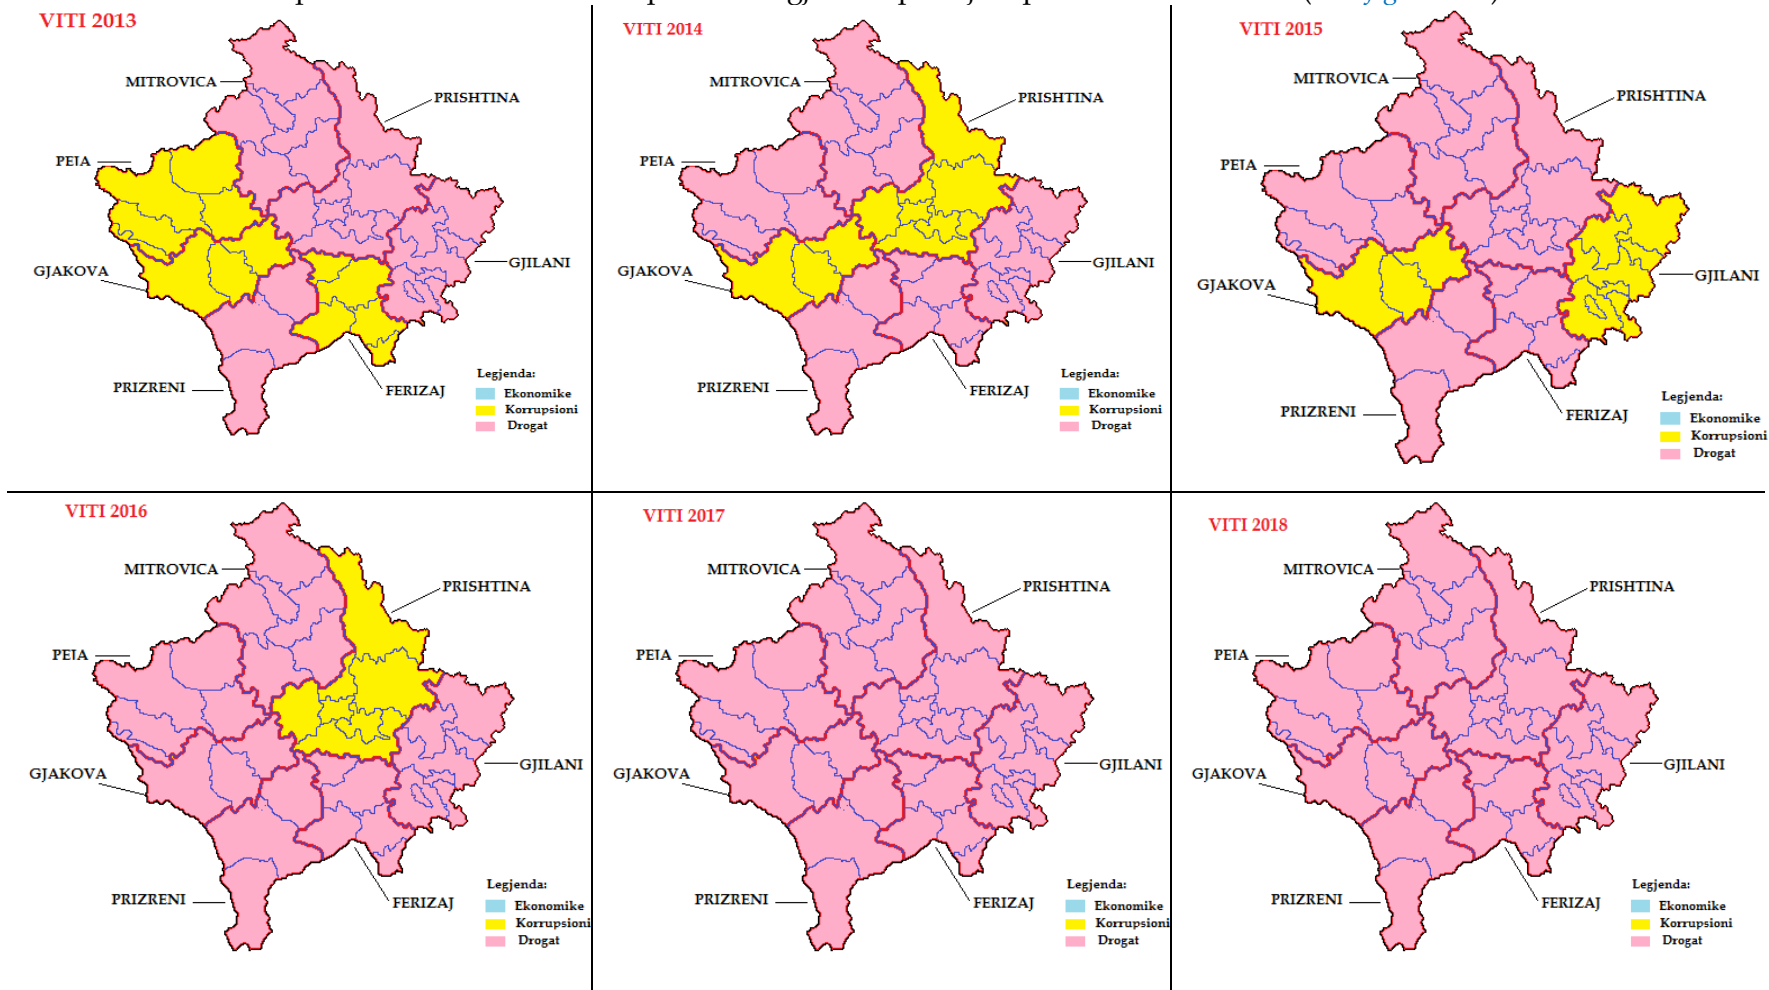 VITI 2013
MITROVICA
PRISHTINA
PEJA
GJAKOVA
GJILANI
PRIZRENI
FERIZAJ
Legjenda:
Ekonomike
Korrupsioni
Drogat
VITI 2014
MITROVICA
PRISHTINA
PEJA
GJAKOVA
GJILANI
PRIZRENI
FERIZAJ
Legjenda:
Ekonomike
Korrupsioni
Drogat
VITI 2015
MITROVICA
PRISHTINA
PEJA
GJAKOVA
GJILANI
PRIZRENI
FERIZAJ
Legjenda:
Ekonomike
Korrupsioni
Drogat
VITI 2016
MITROVICA
PRISHTINA
PEJA
GJAKOVA
GJILANI
PRIZRENI
FERIZAJ
Legjenda:
Ekonomike
Korrupsioni
Drogat
VITI 2017
MITROVICA
PRISHTINA
PEJA
GJAKOVA
GJILANI
PRIZRENI
FERIZAJ
Legjenda:
Ekonomike
Korrupsioni
Drogat
VITI 2018
MITROVICA
PRISHTINA
PEJA
GJAKOVA
GJILANI
PRIZRENI
FERIZAJ
Legjenda:
Ekonomike
Korrupsioni
Drogat